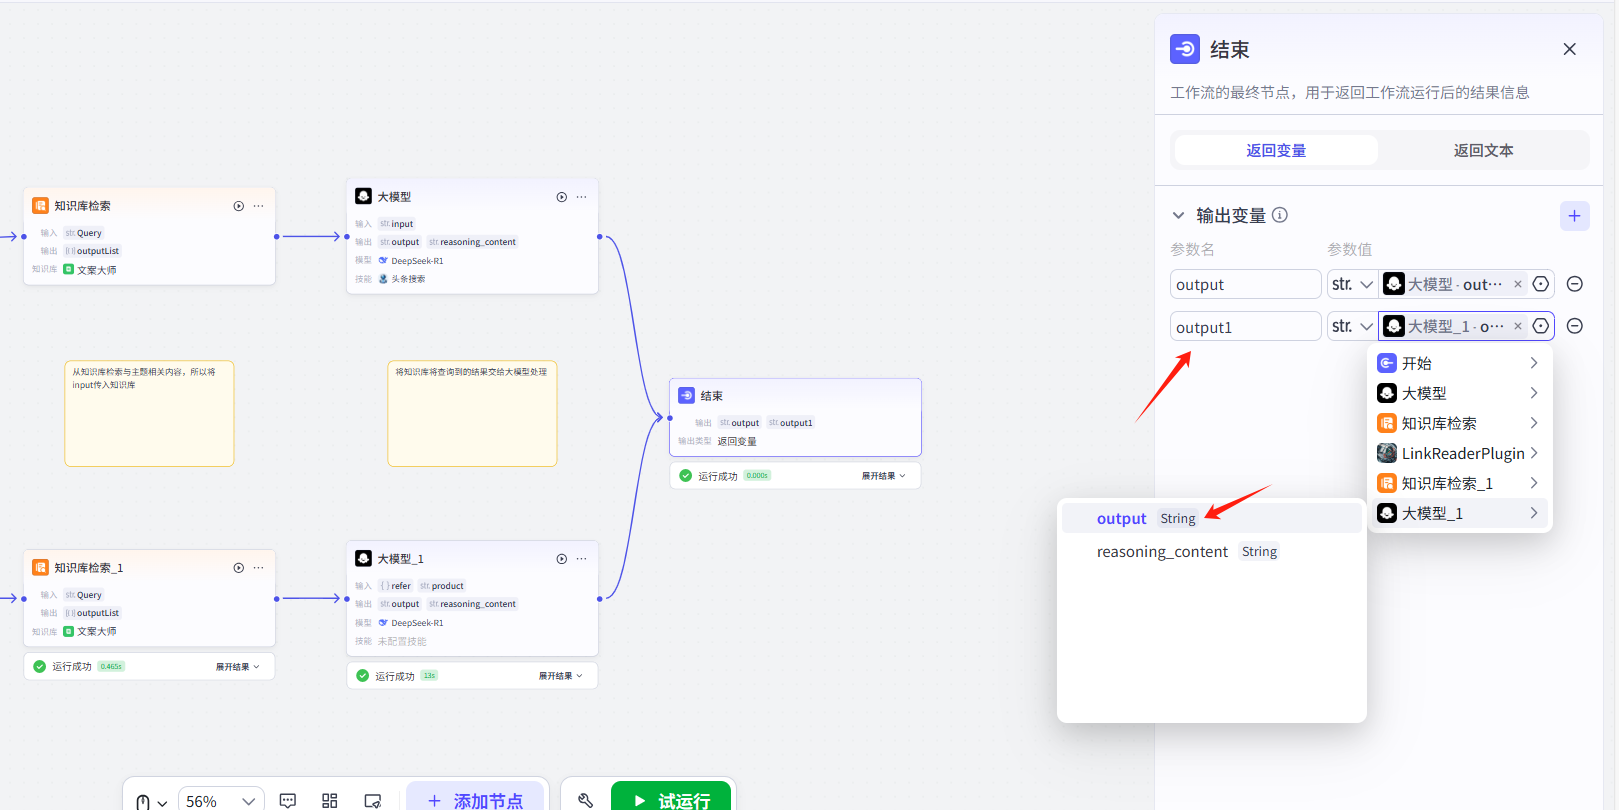 知识库检索
输入 str. Query
输出 [{}] outputList
知识库 文案大师
大模型
输入 str. input
输出 str. output str. reasoning_content
模型 DeepSeek-R1
技能 头条搜索
从知识库检索与主题相关内容，所以将
input传入知识库
将知识库将查询到的结果交给大模型处理
结束
输出 str. output str. output1
输出类型 返回变量
运行成功 0.000s 展开结果
知识库检索_1
输入 str. Query
输出 [{}] outputList
知识库 文案大师
运行成功 0.465s 展开结果
大模型_1
输入 {} refer str. product
输出 str. output str. reasoning_content
模型 DeepSeek-R1
技能 未配置技能
运行成功 13s 展开结果
56%
添加节点
试运行
结束
工作流的最终节点，用于返回工作流运行后的结果信息
返回变量 返回文本
输出变量
参数名 参数值
output str. 大模型 - out···
output1 str. 大模型_1 - o···
开始
大模型
知识库检索
LinkReaderPlugin
知识库检索_1
大模型_1
output String
reasoning_content String